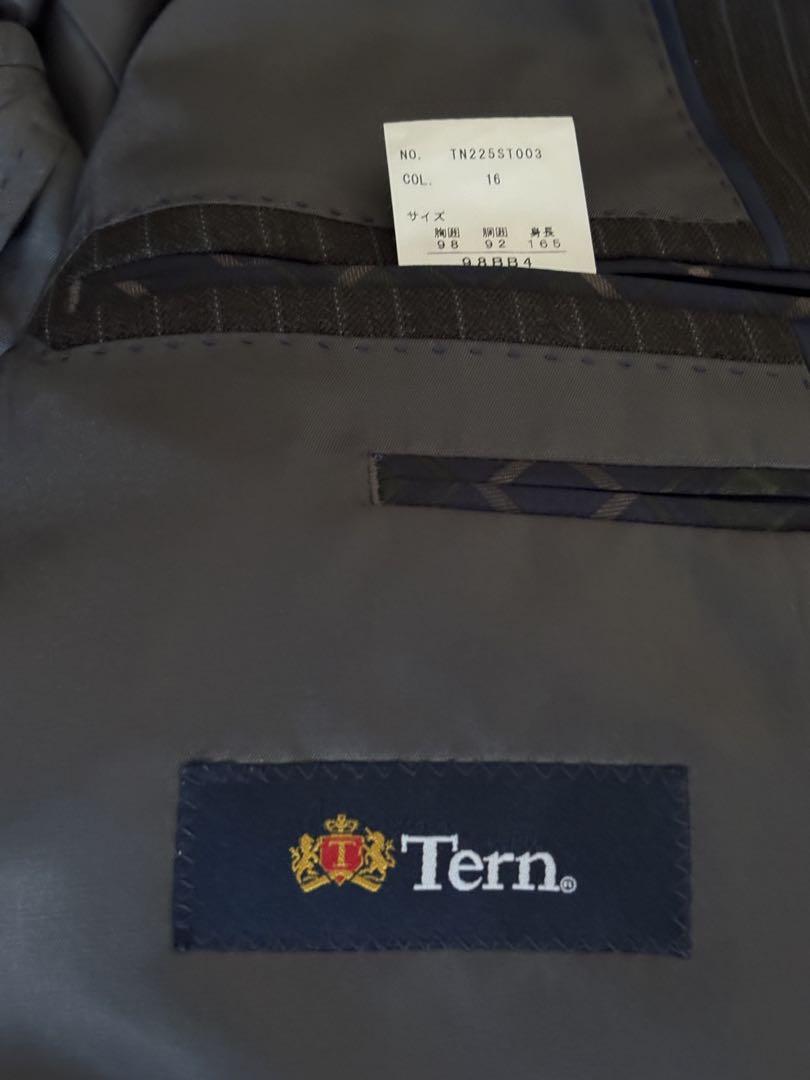 NO. TN225ST003
COL. 16
サイズ
胸囲 胴囲 身長
98 92 165
98BB4
T
Tern®